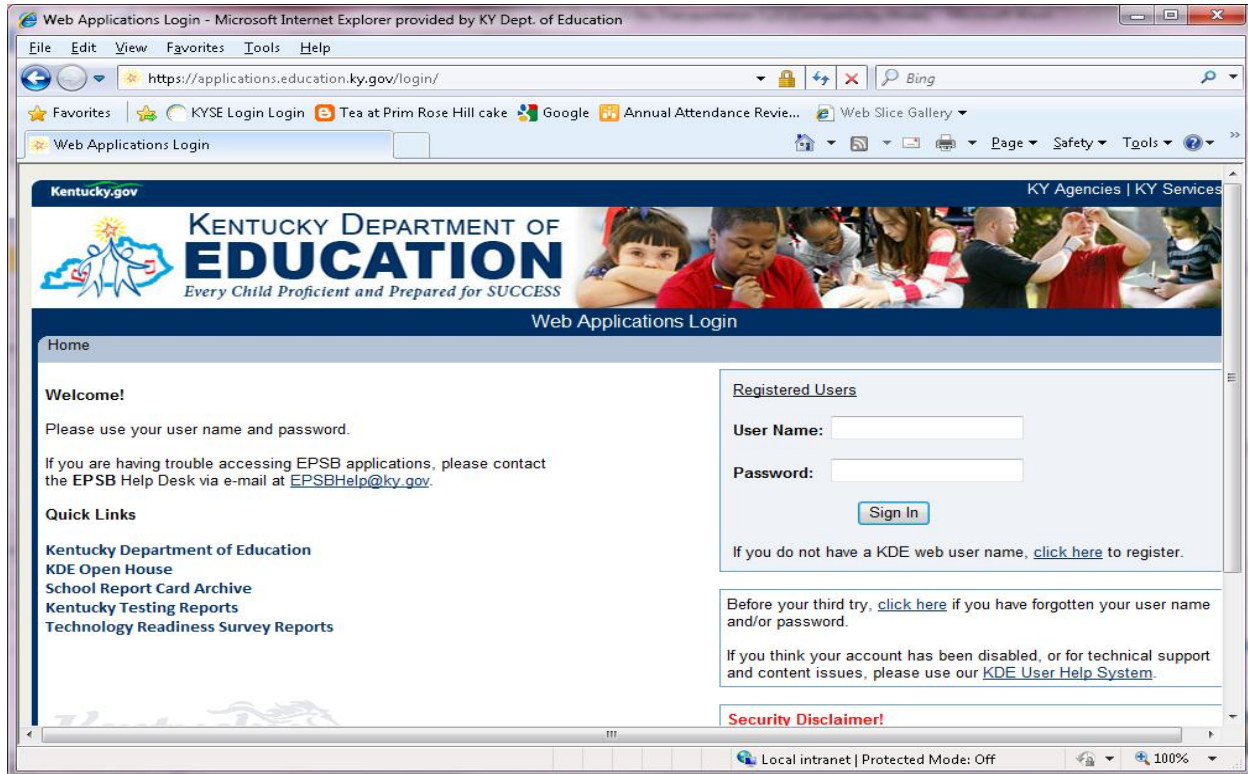 Web Applications Login - Microsoft Internet Explorer provided by KY Dept. of Education
File Edit View Favorites Tools Help
https://applications.education.ky.gov/login/
Bing
Favorites KYSE Login Login Tea at Prim Rose Hill cake Google Annual Attendance Revie... Web Slice Gallery
Web Applications Login
Page Safety Tools
Kentucky.gov
KY Agencies | KY Services
KENTUCKY DEPARTMENT OF
EDUCATION
Every Child Proficient and Prepared for SUCCESS
Web Applications Login
Home
Welcome!
Please use your user name and password.
If you are having trouble accessing EPSB applications, please contact
the EPSB Help Desk via e-mail at EPSBHelp@ky.gov.
Quick Links
Kentucky Department of Education
KDE Open House
School Report Card Archive
Kentucky Testing Reports
Technology Readiness Survey Reports
Registered Users
User Name:
Password:
Sign In
If you do not have a KDE web user name, click here to register.
Before your third try, click here if you have forgotten your user name
and/or password.
If you think your account has been disabled, or for technical support
and content issues, please use our KDE User Help System.
Security Disclaimer!
Local intranet | Protected Mode: Off
100%